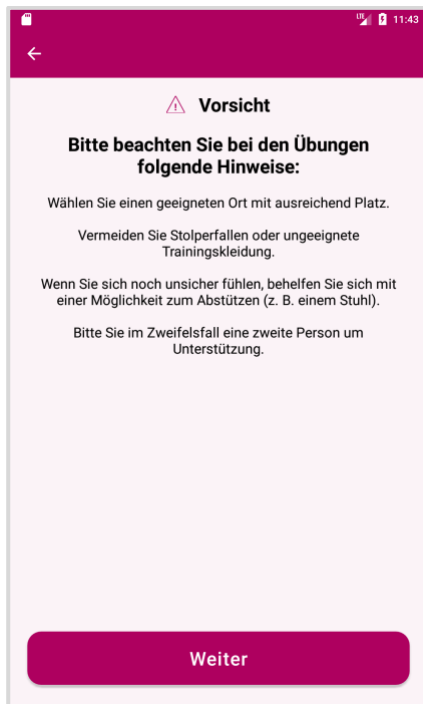 LTE 11:43
Vorsicht
Bitte beachten Sie bei den Übungen
folgende Hinweise:
Wählen Sie einen geeigneten Ort mit ausreichend Platz.
Vermeiden Sie Stolperfallen oder ungeeignete
Trainingskleidung.
Wenn Sie sich noch unsicher fühlen, behelfen Sie sich mit
einer Möglichkeit zum Abstützen (z. B. einem Stuhl).
Bitte Sie im Zweifelsfall eine zweite Person um
Unterstützung.
Weiter